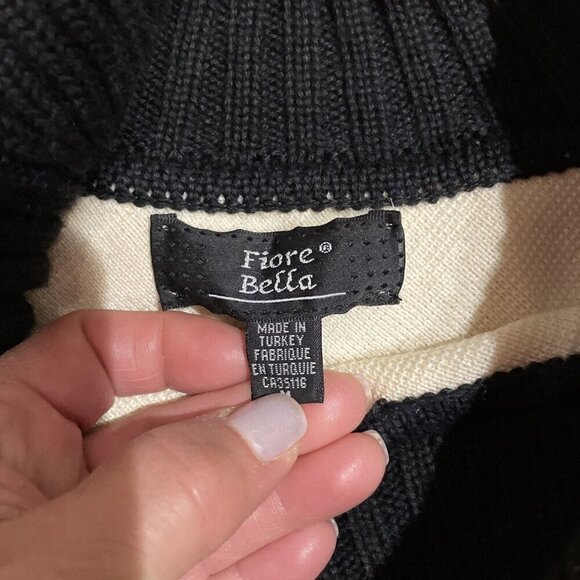 Fiore®
Bella
MADE IN
TURKEY
FABRIQUE
EN TURQUIE
CA35116